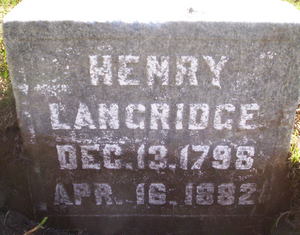 HENRY
LANGRIDGE
DEC. 13. 1798
APR. 16. 1882